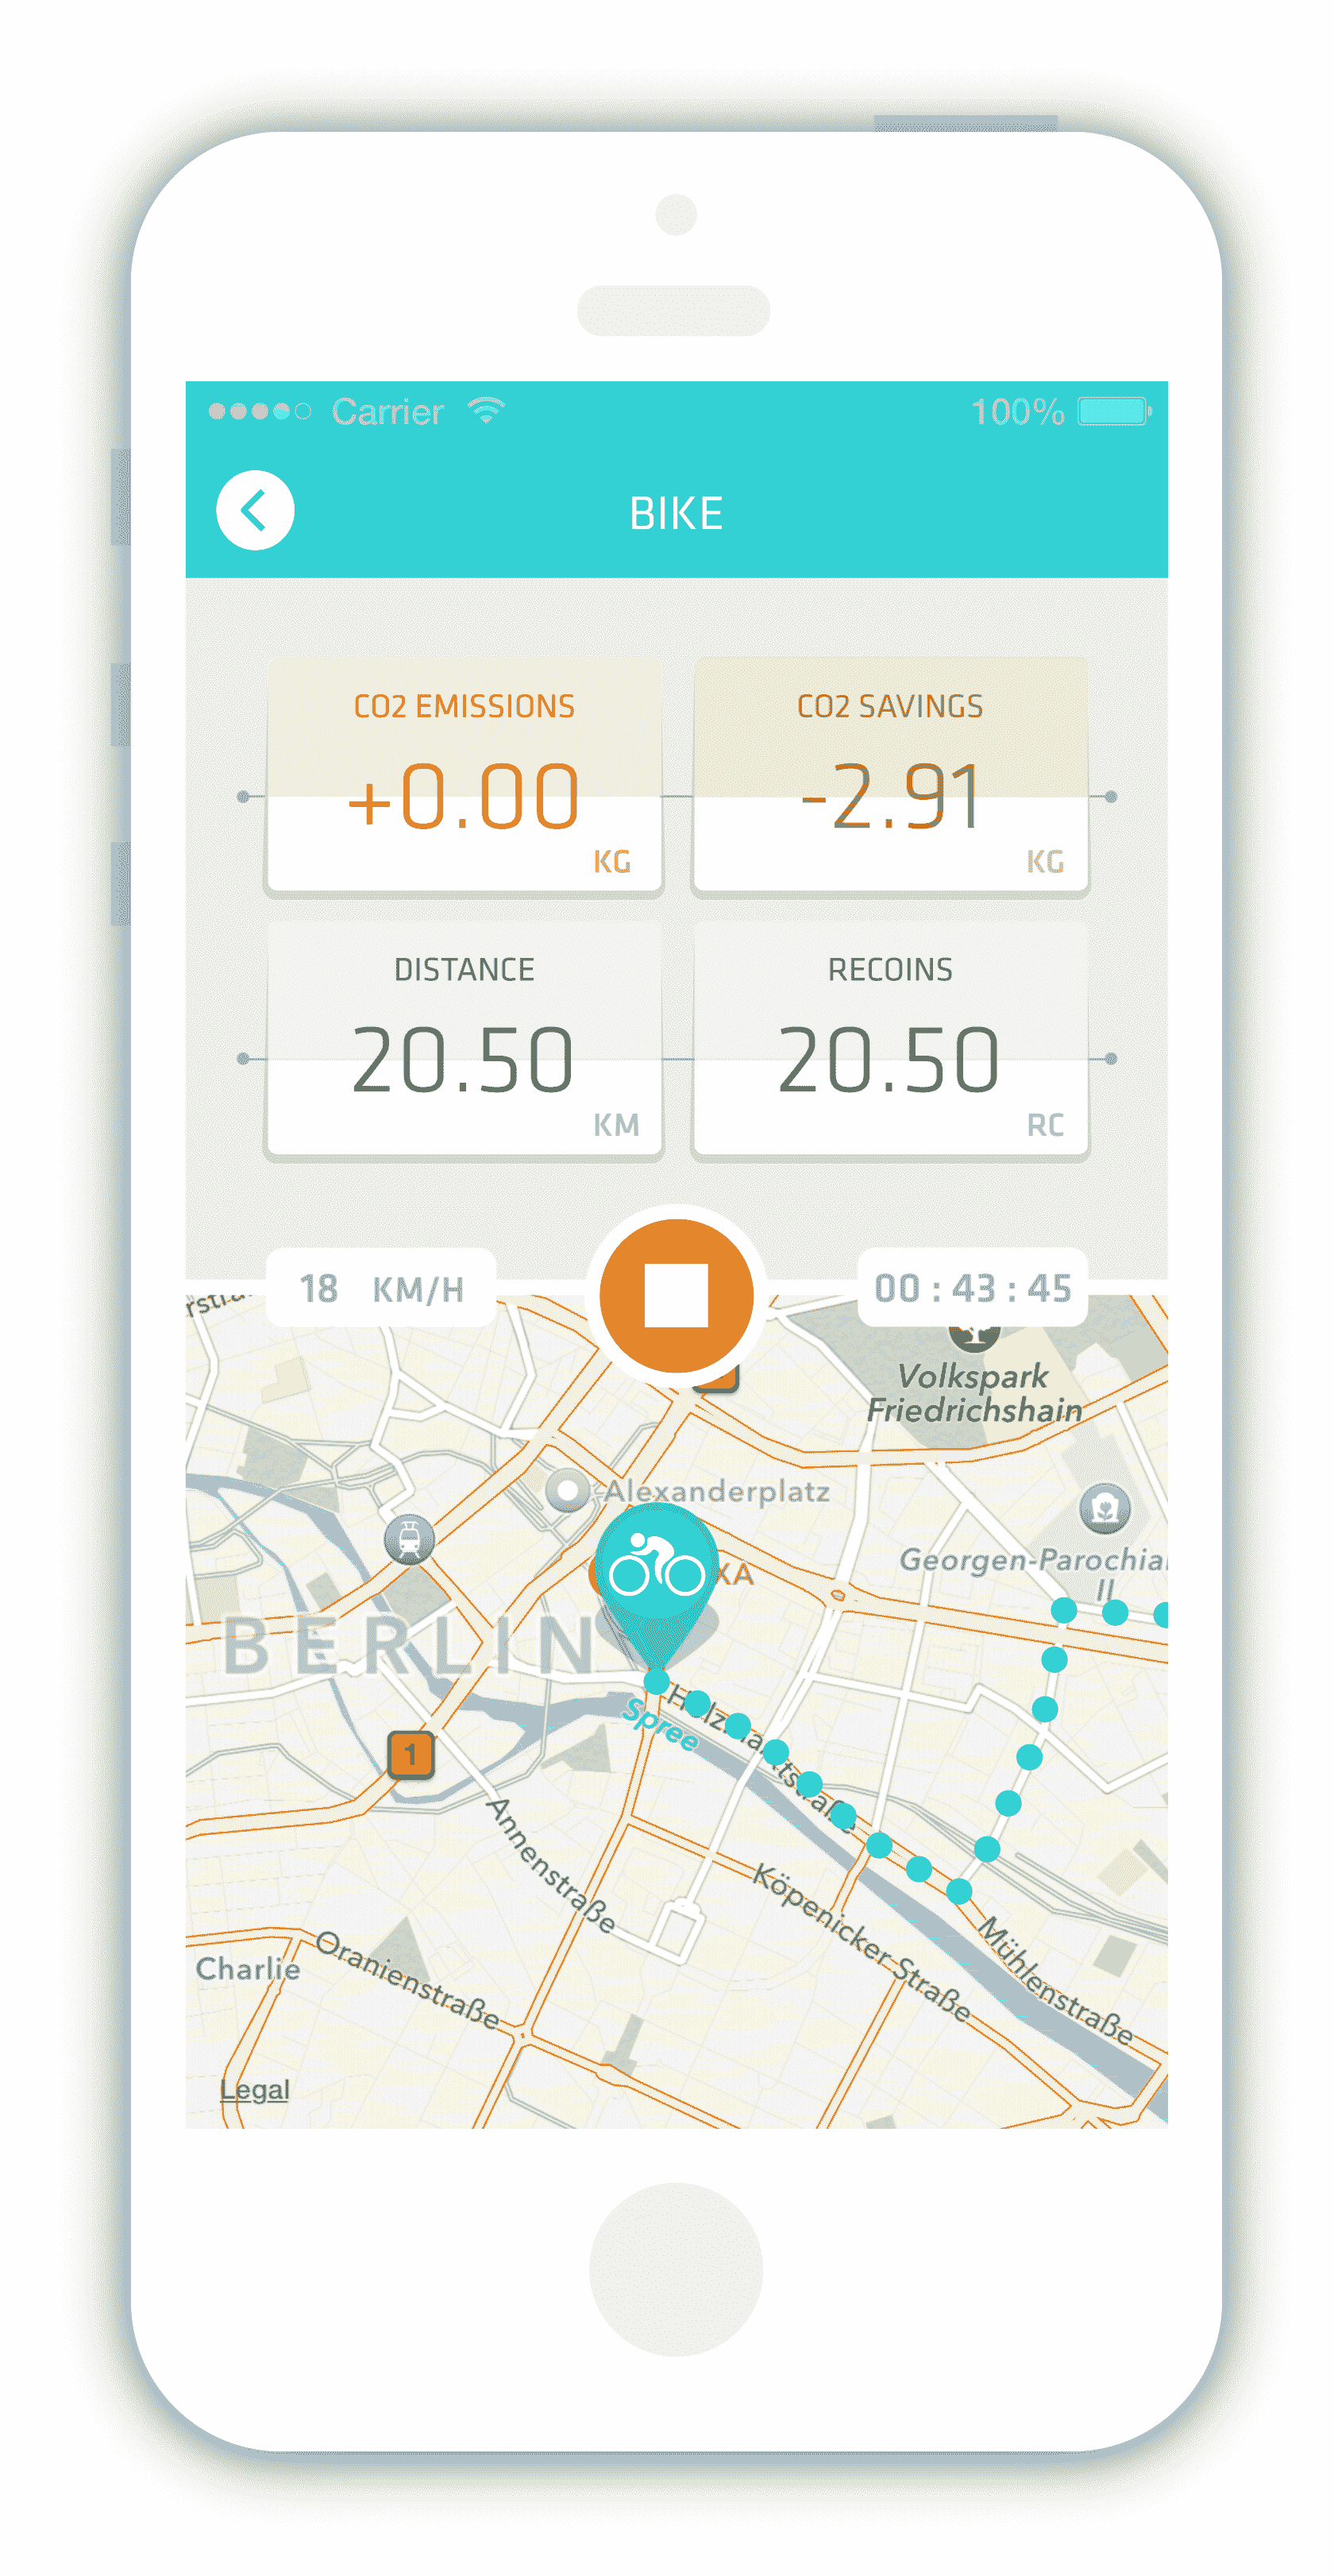 Carrier 100%
BIKE
CO2 EMISSIONS
+0.00
KG
CO2 SAVINGS
-2.91
KG
DISTANCE
20.50
KM
RECOINS
20.50
RC
18 KM/H
00 : 43 : 45
Volkspark
Friedrichshain
Alexanderplatz
Georgen-Parochial
II
BERLIN
Spree
Holzmarktstraße
1
Annenstraße
Köpenicker Straße
Mühlenstraße
Oranienstraße
Charlie
Legal